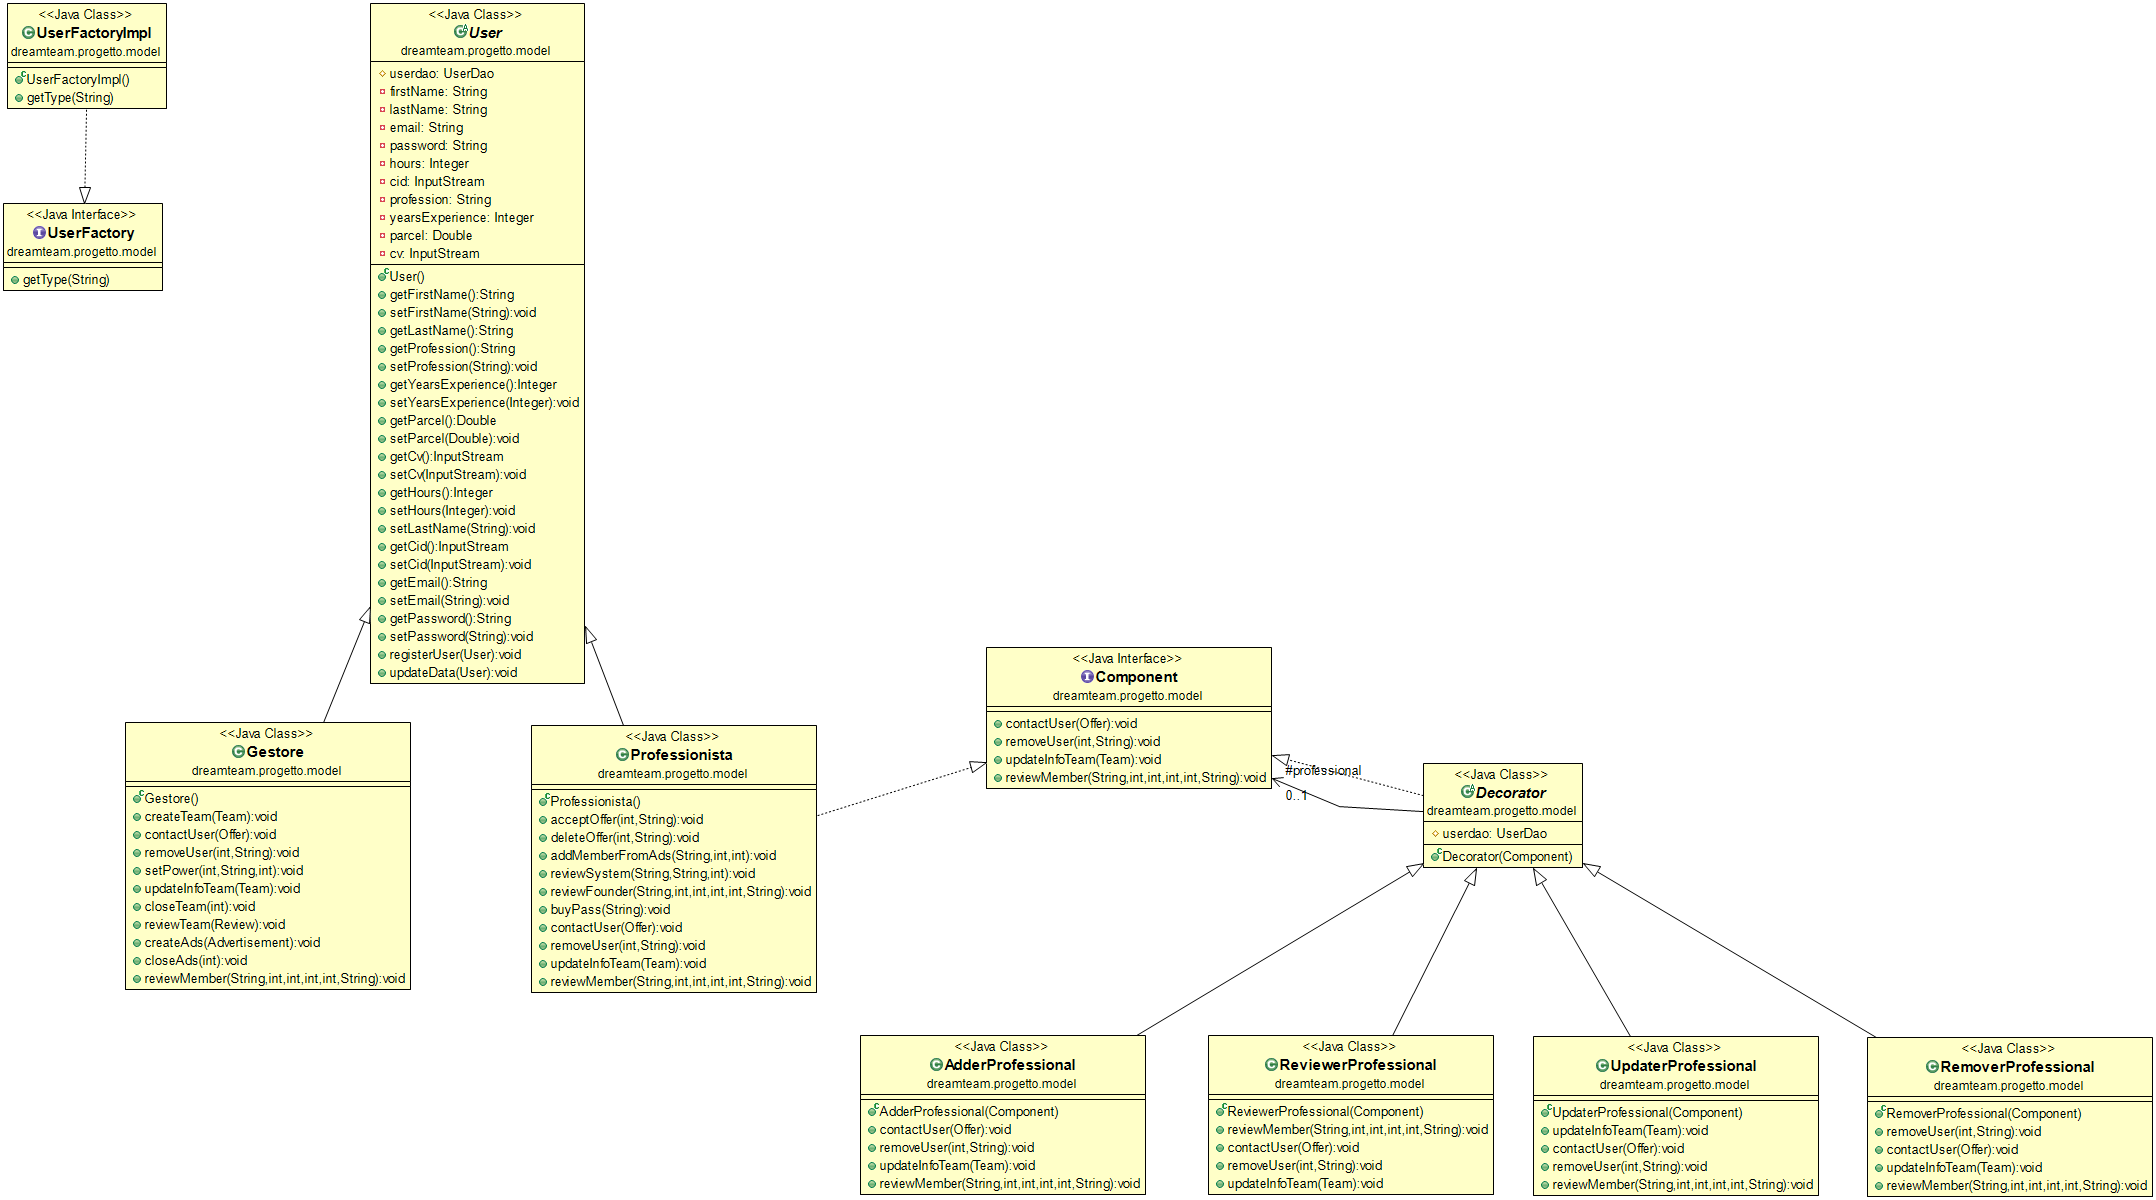 <<Java Class>>
UserFactoryImpl
dreamteam.progetto.model
UserFactoryImpl()
getType(String)
<<Java Interface>>
UserFactory
dreamteam.progetto.model
getType(String)
<<Java Class>>
User
dreamteam.progetto.model
userdao: UserDao
firstName: String
lastName: String
email: String
password: String
hours: Integer
cid: InputStream
profession: String
yearsExperience: Integer
parcel: Double
cv: InputStream
User()
getFirstName():String
setFirstName(String):void
getLastName():String
getProfession():String
setProfession(String):void
getYearsExperience():Integer
setYearsExperience(Integer):void
getParcel():Double
setParcel(Double):void
getCv():InputStream
setCv(InputStream):void
getHours():Integer
setHours(Integer):void
setLastName(String):void
getCid():InputStream
setCid(InputStream):void
getEmail():String
setEmail(String):void
getPassword():String
setPassword(String):void
registerUser(User):void
updateData(User):void
<<Java Class>>
Gestore
dreamteam.progetto.model
Gestore()
createTeam(Team):void
contactUser(Offer):void
removeUser(int,String):void
setPower(int,String,int):void
updateInfoTeam(Team):void
closeTeam(int):void
reviewTeam(Review):void
createAds(Advertisement):void
closeAds(int):void
reviewMember(String,int,int,int,int,String):void
<<Java Class>>
Professionista
dreamteam.progetto.model
Professionista()
acceptOffer(int,String):void
deleteOffer(int,String):void
addMemberFromAds(String,int,int):void
reviewSystem(String,String,int):void
reviewFounder(String,int,int,int,int,String):void
buyPass(String):void
contactUser(Offer):void
removeUser(int,String):void
updateInfoTeam(Team):void
reviewMember(String,int,int,int,int,String):void
<<Java Interface>>
Component
dreamteam.progetto.model
contactUser(Offer):void
removeUser(int,String):void
updateInfoTeam(Team):void
reviewMember(String,int,int,int,int,String):void
#professional
0..1
<<Java Class>>
Decorator
dreamteam.progetto.model
userdao: UserDao
Decorator(Component)
<<Java Class>>
AdderProfessional
dreamteam.progetto.model
AdderProfessional(Component)
contactUser(Offer):void
removeUser(int,String):void
updateInfoTeam(Team):void
reviewMember(String,int,int,int,int,String):void
<<Java Class>>
ReviewerProfessional
dreamteam.progetto.model
ReviewerProfessional(Component)
reviewMember(String,int,int,int,int,String):void
contactUser(Offer):void
removeUser(int,String):void
updateInfoTeam(Team):void
<<Java Class>>
UpdaterProfessional
dreamteam.progetto.model
UpdaterProfessional(Component)
updateInfoTeam(Team):void
contactUser(Offer):void
removeUser(int,String):void
reviewMember(String,int,int,int,int,String):void
<<Java Class>>
RemoverProfessional
dreamteam.progetto.model
RemoverProfessional(Component)
removeUser(int,String):void
contactUser(Offer):void
updateInfoTeam(Team):void
reviewMember(String,int,int,int,int,String):void